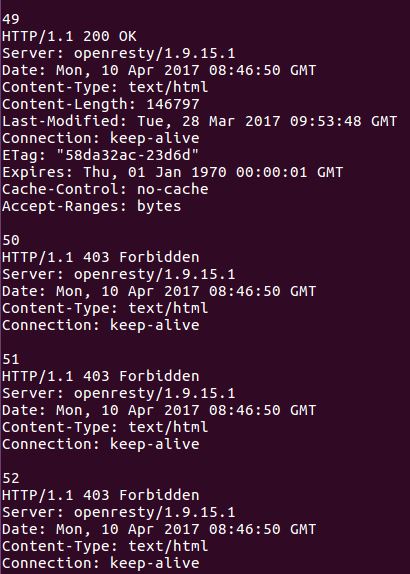 49
HTTP/1.1 200 OK
Server: openresty/1.9.15.1
Date: Mon, 10 Apr 2017 08:46:50 GMT
Content-Type: text/html
Content-Length: 146797
Last-Modified: Tue, 28 Mar 2017 09:53:48 GMT
Connection: keep-alive
ETag: "58da32ac-23d6d"
Expires: Thu, 01 Jan 1970 00:00:01 GMT
Cache-Control: no-cache
Accept-Ranges: bytes
50
HTTP/1.1 403 Forbidden
Server: openresty/1.9.15.1
Date: Mon, 10 Apr 2017 08:46:50 GMT
Content-Type: text/html
Connection: keep-alive
51
HTTP/1.1 403 Forbidden
Server: openresty/1.9.15.1
Date: Mon, 10 Apr 2017 08:46:50 GMT
Content-Type: text/html
Connection: keep-alive
52
HTTP/1.1 403 Forbidden
Server: openresty/1.9.15.1
Date: Mon, 10 Apr 2017 08:46:50 GMT
Content-Type: text/html
Connection: keep-alive